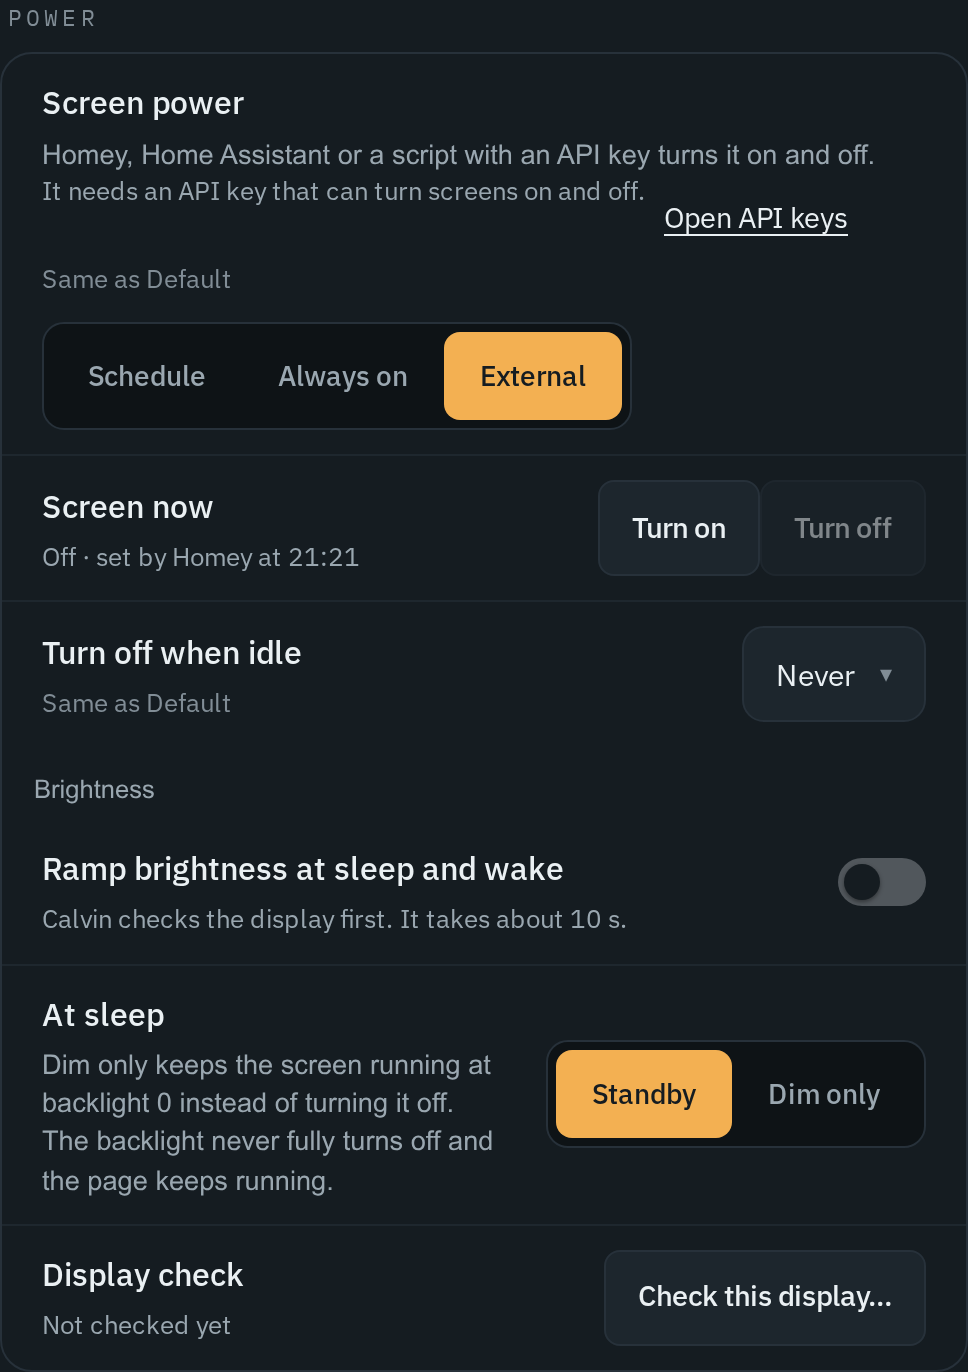 POWER
Screen power
Homey, Home Assistant or a script with an API key turns it on and off.
It needs an API key that can turn screens on and off.
Open API keys
Same as Default
Schedule Always on External
Screen now
Turn on Turn off
Off · set by Homey at 21:21
Turn off when idle
Never ▼
Same as Default
Brightness
Ramp brightness at sleep and wake
Calvin checks the display first. It takes about 10 s.
At sleep
Dim only keeps the screen running at
backlight 0 instead of turning it off.
The backlight never fully turns off and
the page keeps running.
Standby Dim only
Display check
Not checked yet
Check this display...